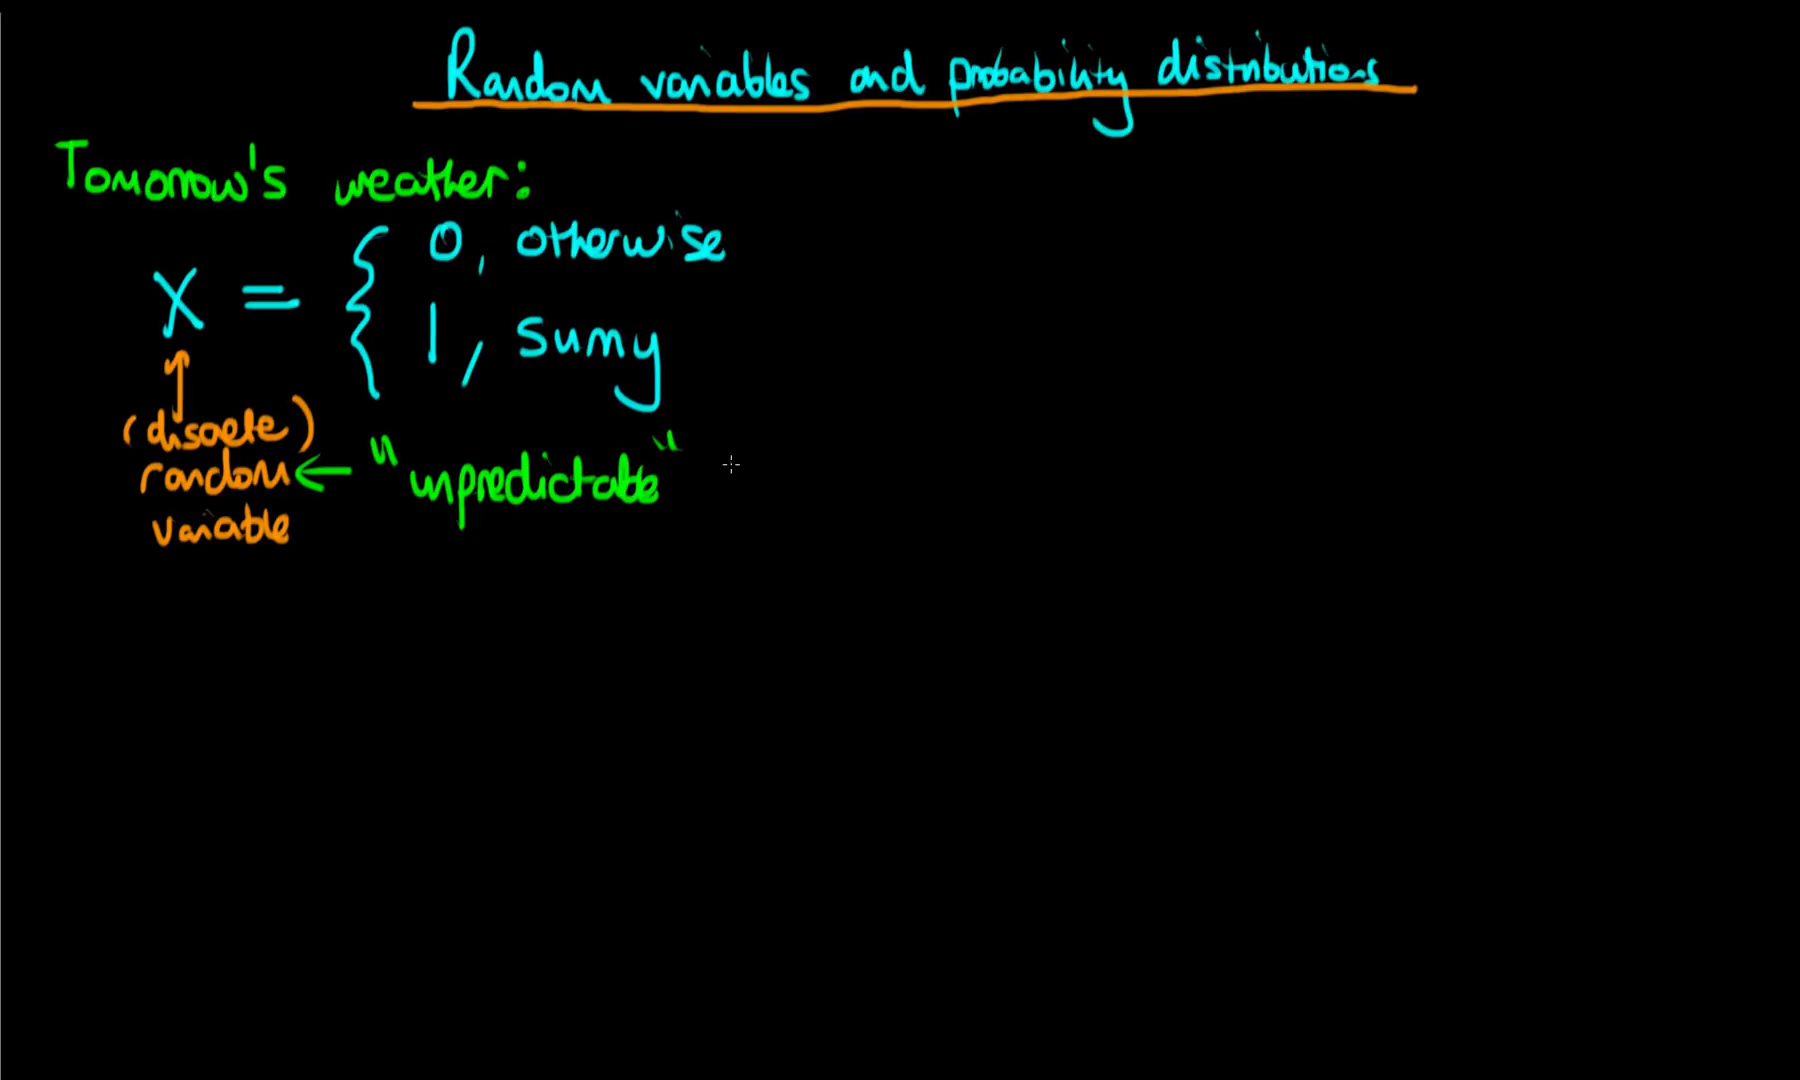 Random variables and probability distributions
Tomorrow's weather:
X = { 0, otherwise
1, sunny
(discrete)
random ← "unpredictable"
variable